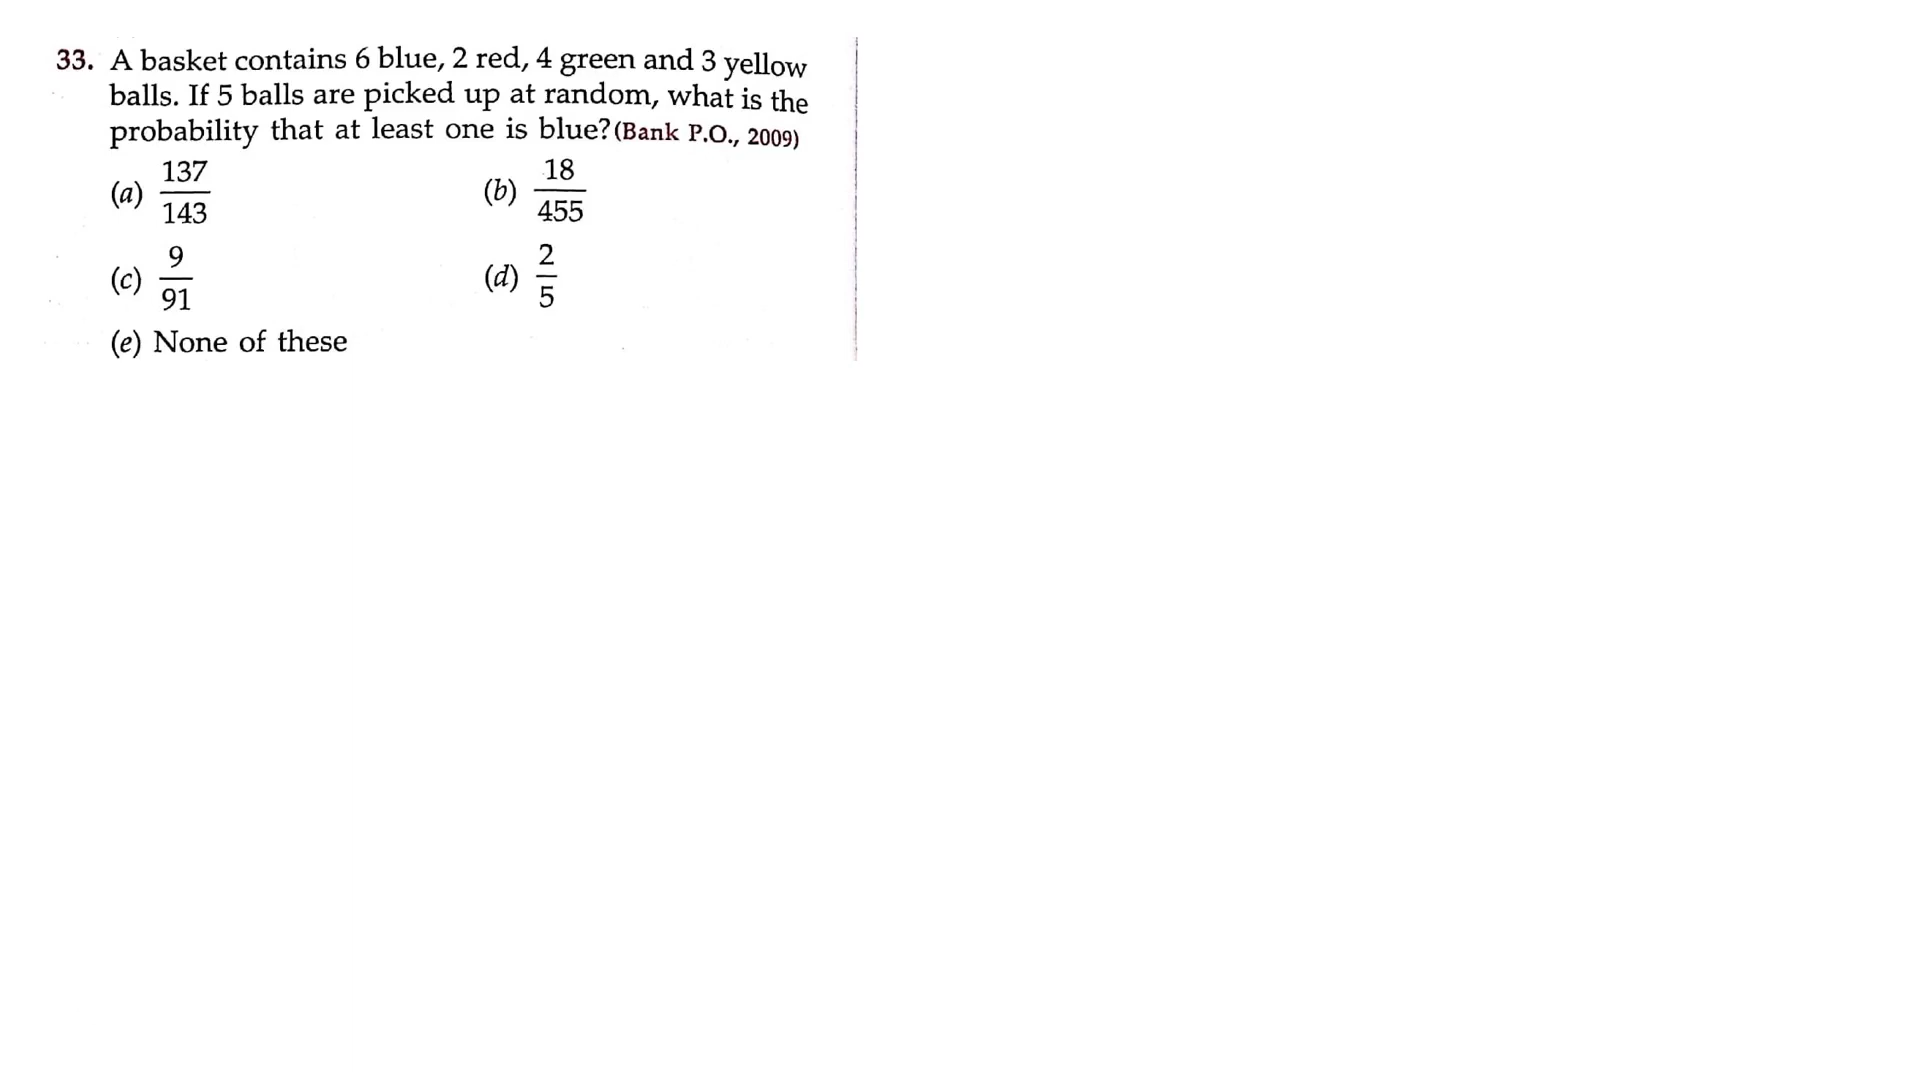 33. A basket contains 6 blue, 2 red, 4 green and 3 yellow
balls. If 5 balls are picked up at random, what is the
probability that at least one is blue? (Bank P.O., 2009)
(a) 137/143 (b) 18/455
(c) 9/91 (d) 2/5
(e) None of these